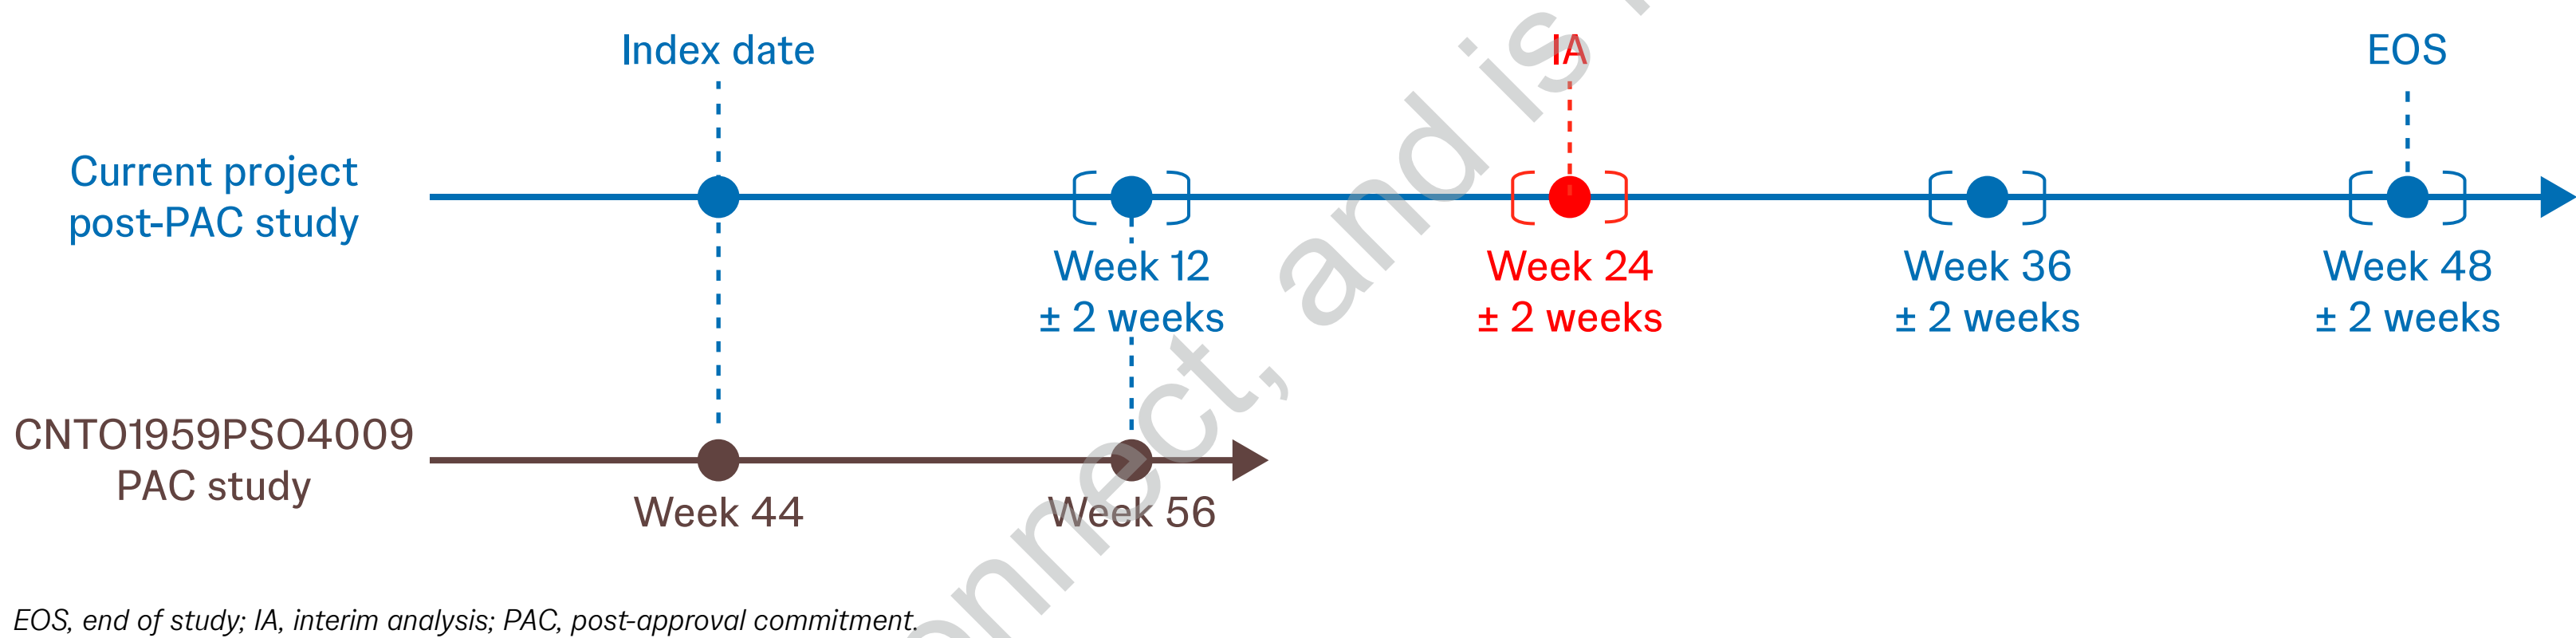 Index date
IA
EOS
Current project
post-PAC study
Week 12
± 2 weeks
Week 24
± 2 weeks
Week 36
± 2 weeks
Week 48
± 2 weeks
CNTO1959PSO4009
PAC study
Week 44
Week 56
EOS, end of study; IA, interim analysis; PAC, post-approval commitment.
and is